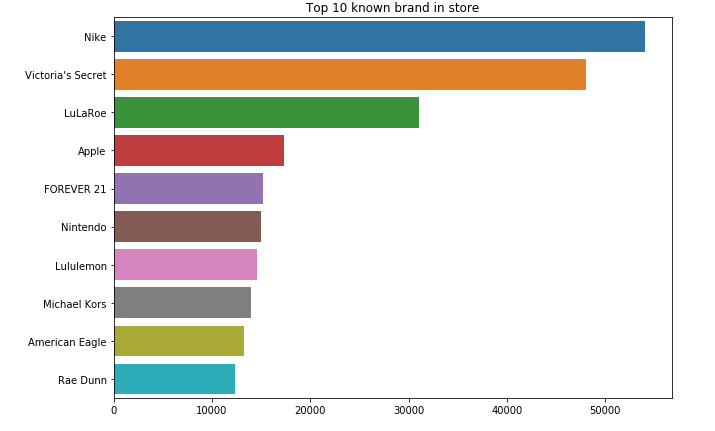 Top 10 known brand in store
Nike
Victoria's Secret
LuLaRoe
Apple
FOREVER 21
Nintendo
Lululemon
Michael Kors
American Eagle
Rae Dunn
0 10000 20000 30000 40000 50000